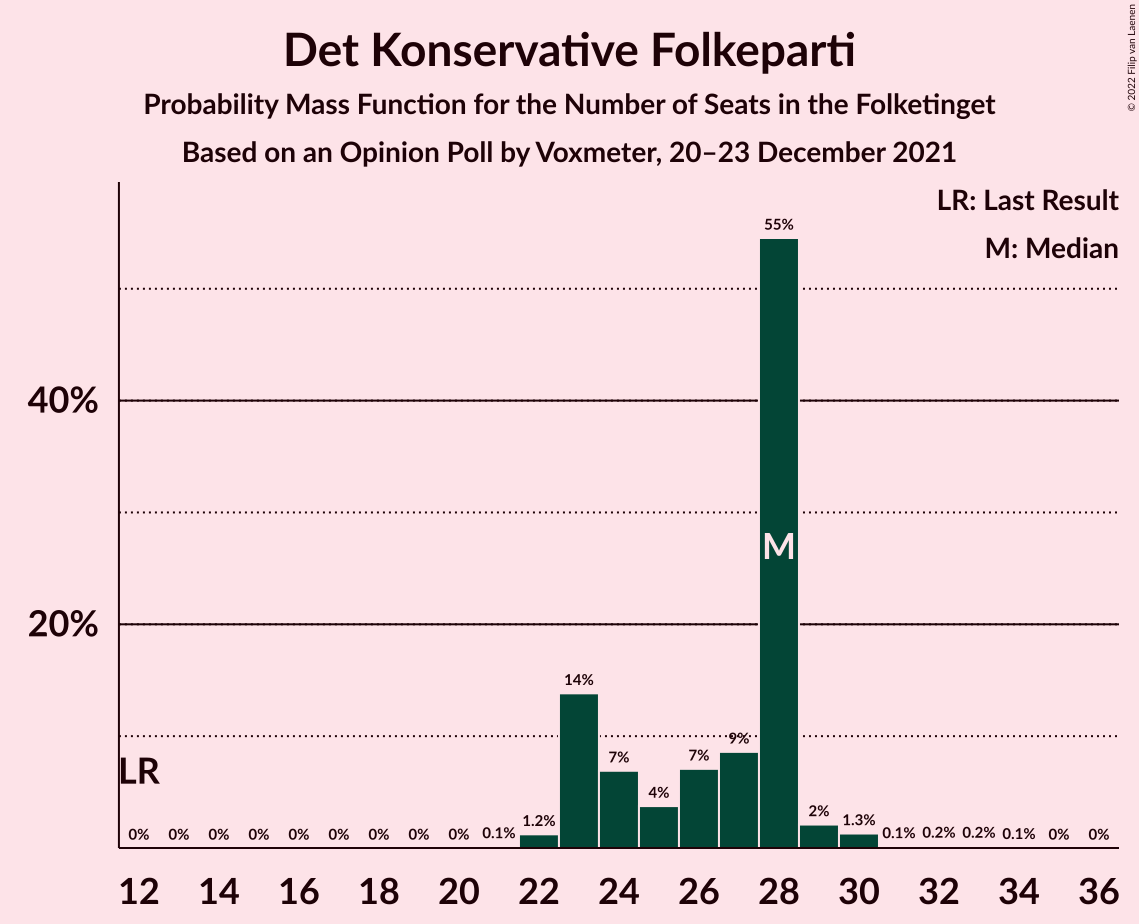 Det Konservative Folkeparti
Probability Mass Function for the Number of Seats in the Folketinget
Based on an Opinion Poll by Voxmeter, 20–23 December 2021
© 2022 Filip van Laenen
LR: Last Result
M: Median
55%
40%
M
20%
14%
9%
7%
7%
LR
4%
2%
1.2%
1.3%
0% 0% 0% 0% 0% 0% 0% 0% 0% 0.1% 0.1% 0.2% 0.2% 0.1% 0% 0%
12 14 16 18 20 22 24 26 28 30 32 34 36